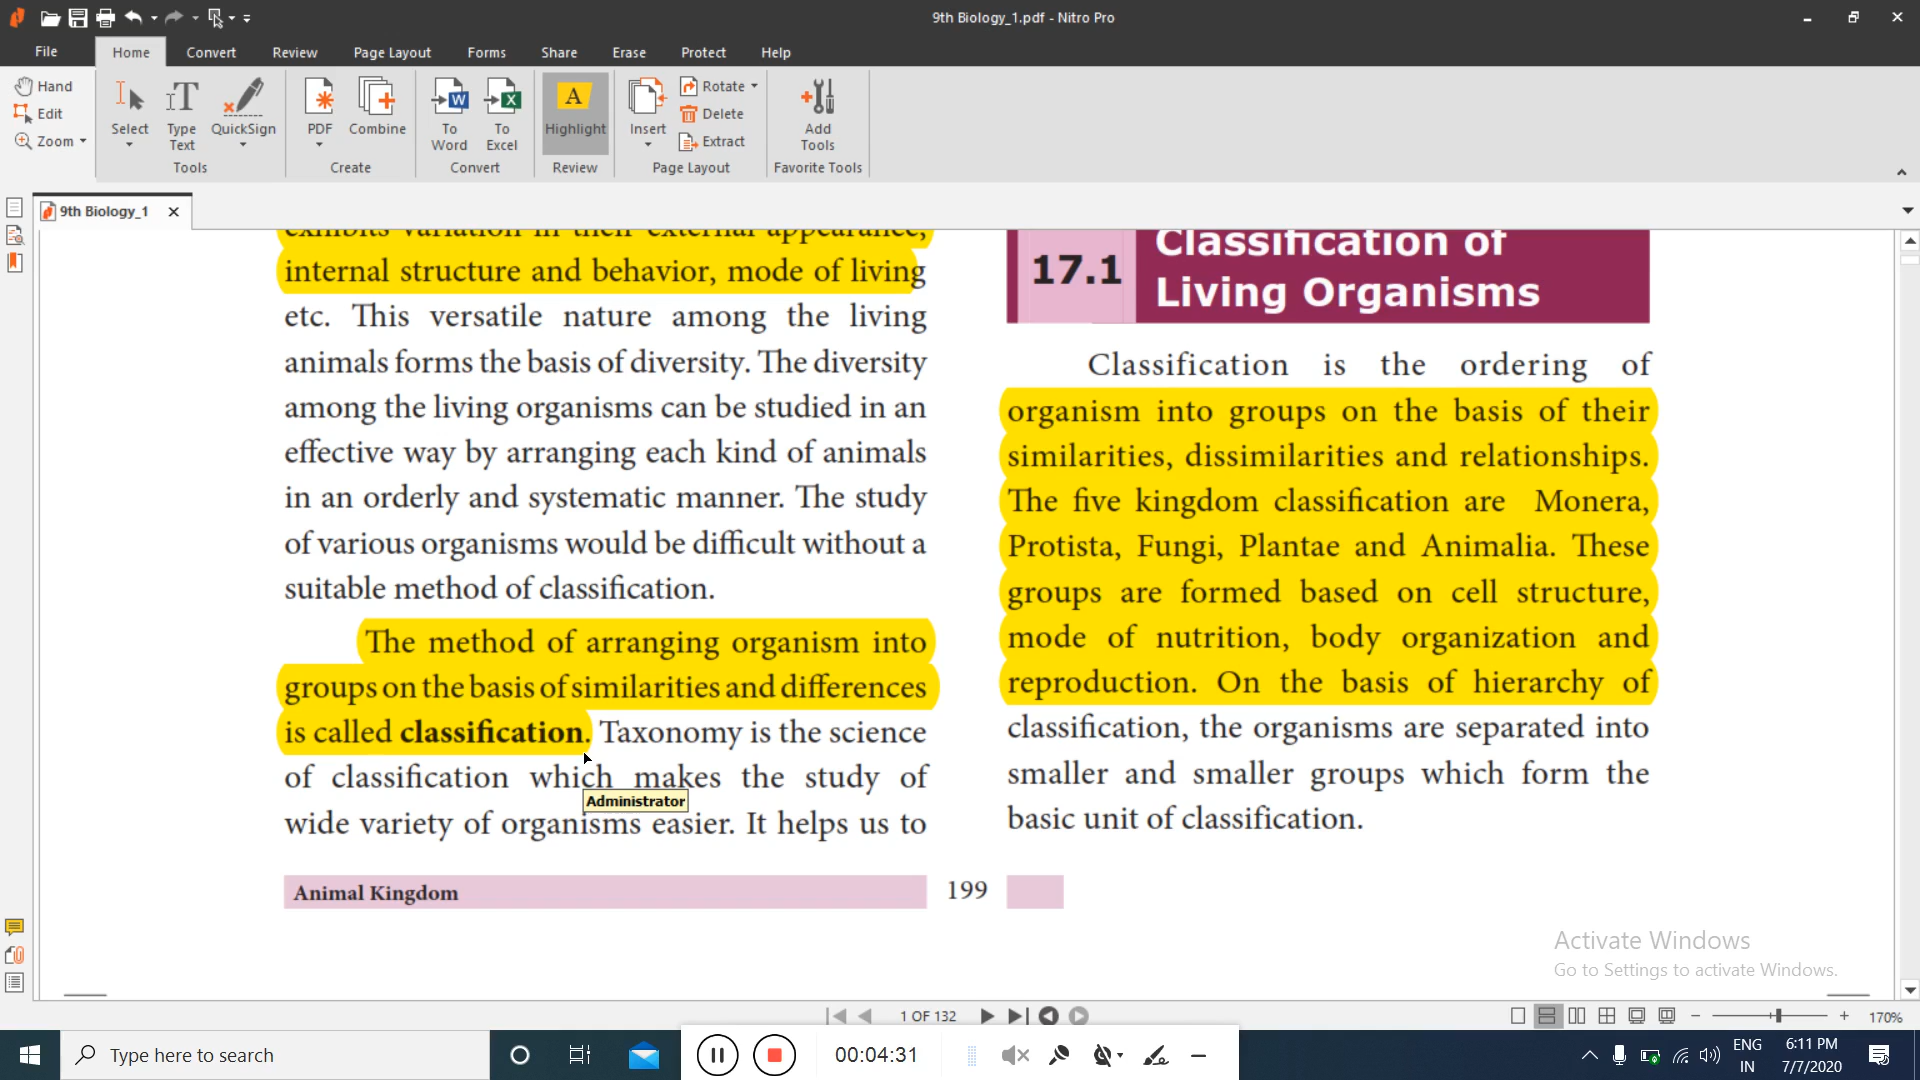 9th Biology_1.pdf - Nitro Pro
File Home Convert Review Page Layout Forms Share Erase Protect Help
Hand
Edit
Zoom
Select
Type Text
QuickSign
Tools
PDF
Combine
Create
To Word
To Excel
Convert
A
Highlight
Review
Insert
Rotate
Delete
Extract
Page Layout
Add Tools
Favorite Tools
9th Biology_1
exhibits variation in their external appearance,
internal structure and behavior, mode of living
etc. This versatile nature among the living
animals forms the basis of diversity. The diversity
among the living organisms can be studied in an
effective way by arranging each kind of animals
in an orderly and systematic manner. The study
of various organisms would be difficult without a
suitable method of classification.
The method of arranging organism into
groups on the basis of similarities and differences
is called classification. Taxonomy is the science
of classification which makes the study of
Administrator
wide variety of organisms easier. It helps us to
17.1
Classification of
Living Organisms
Classification is the ordering of
organism into groups on the basis of their
similarities, dissimilarities and relationships.
The five kingdom classification are Monera,
Protista, Fungi, Plantae and Animalia. These
groups are formed based on cell structure,
mode of nutrition, body organization and
reproduction. On the basis of hierarchy of
classification, the organisms are separated into
smaller and smaller groups which form the
basic unit of classification.
Animal Kingdom
199
Activate Windows
Go to Settings to activate Windows.
1 OF 132
170%
Type here to search
00:04:31
ENG
IN
6:11 PM
7/7/2020